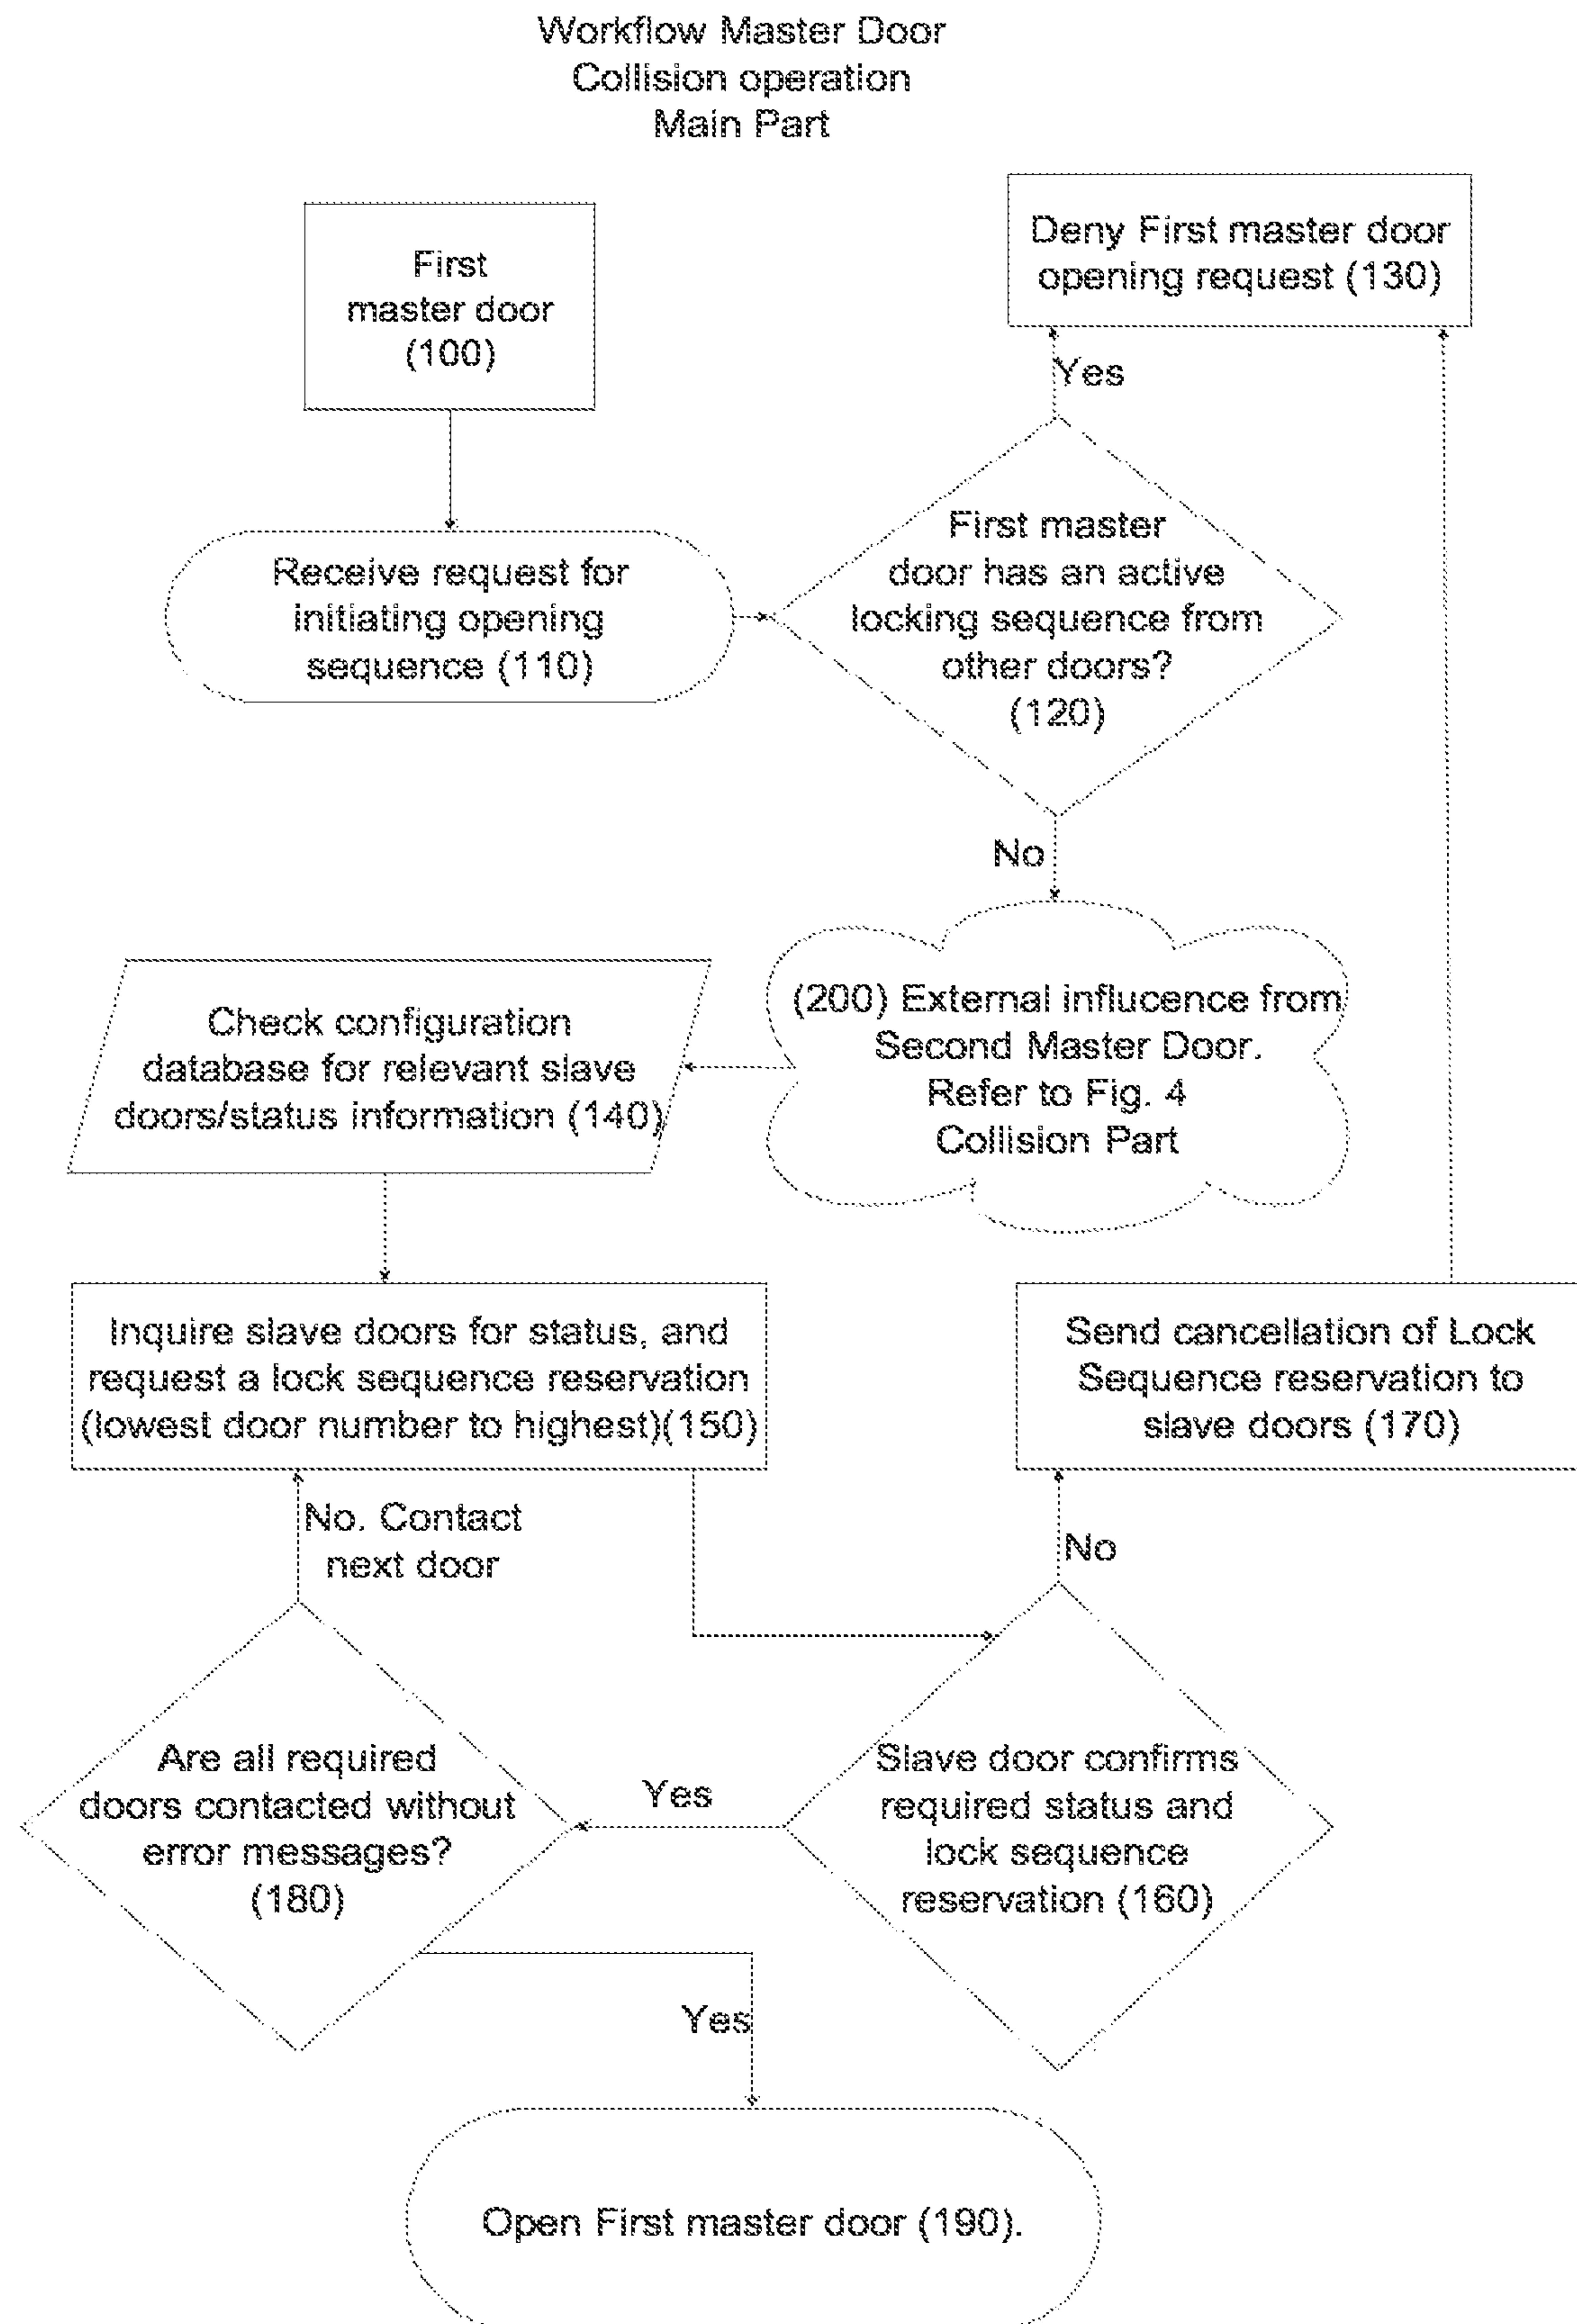 Workflow Master Door
Collision operation
Main Part
First
master door
(100)
Deny First master door
opening request (130)
Yes
Receive request for
initiating opening
sequence (110)
First master
door has an active
locking sequence from
other doors?
(120)
No
(200) External influcence from
Second Master Door.
Refer to Fig. 4
Collision Part
Check configuration
database for relevant slave
doors/status information (140)
Inquire slave doors for status, and
request a lock sequence reservation
(lowest door number to highest)(150)
Send cancellation of Lock
Sequence reservation to
slave doors (170)
No. Contact
next door
No
Are all required
doors contacted without
error messages?
(180)
Yes
Slave door confirms
required status and
lock sequence
reservation (160)
Yes
Open First master door (190).